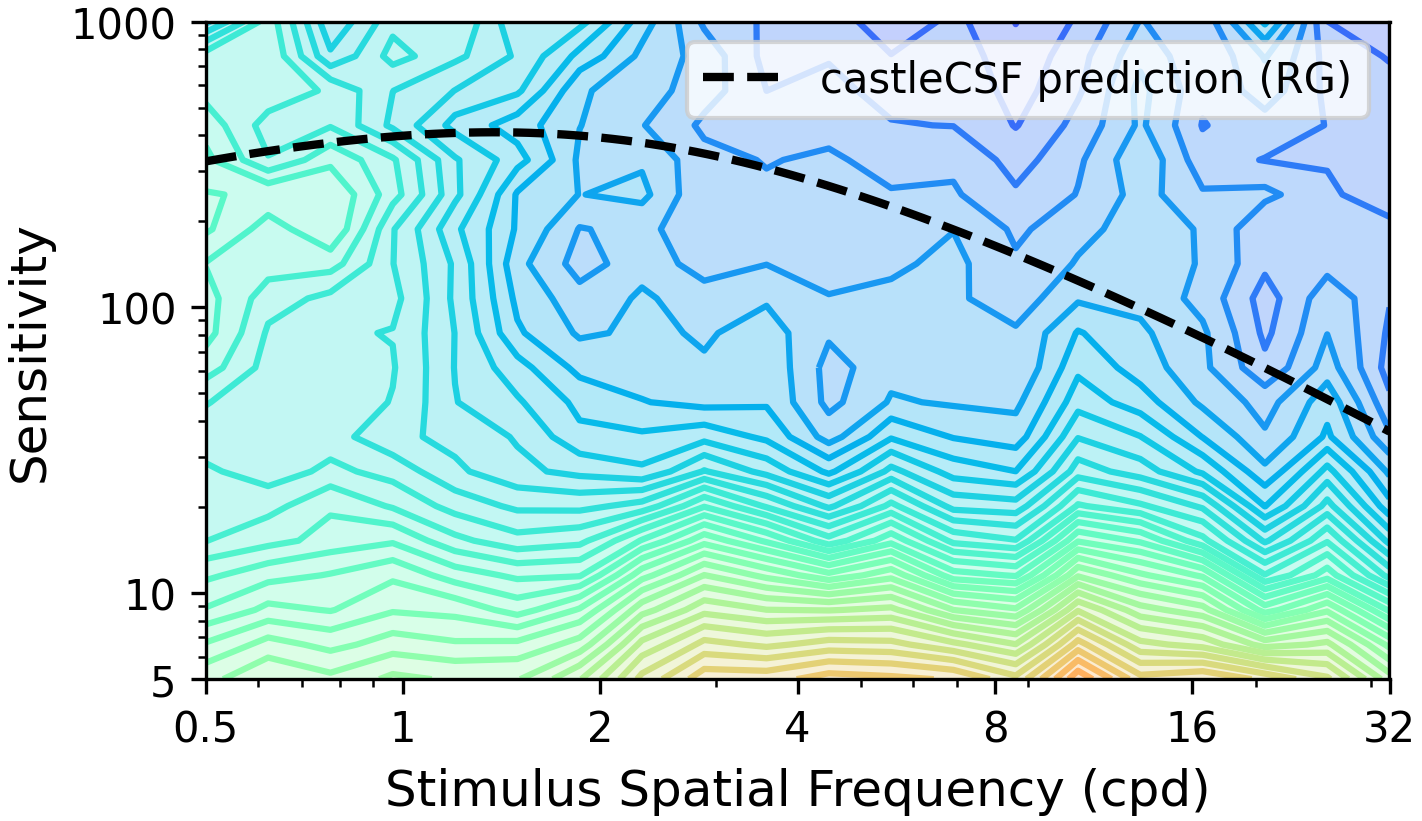 1000
100
10
5
Sensitivity
castleCSF prediction (RG)
0.5 1 2 4 8 16 32
Stimulus Spatial Frequency (cpd)